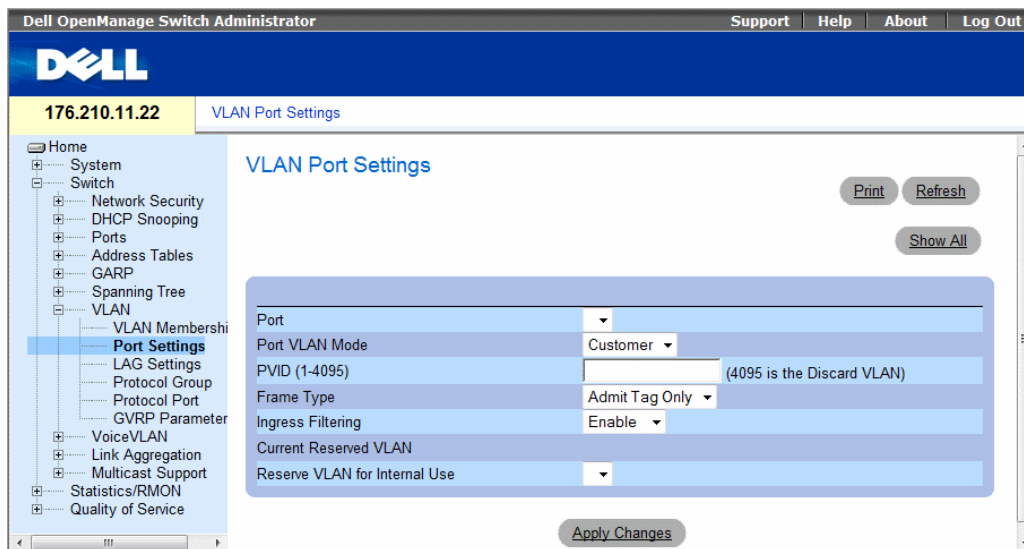 Dell OpenManage Switch Administrator Support Help About Log Out
DELL
176.210.11.22 VLAN Port Settings
Home
System
Switch
Network Security
DHCP Snooping
Ports
Address Tables
GARP
Spanning Tree
VLAN
VLAN Membershi
Port Settings
LAG Settings
Protocol Group
Protocol Port
GVRP Parameter
VoiceVLAN
Link Aggregation
Multicast Support
Statistics/RMON
Quality of Service
VLAN Port Settings
Print Refresh
Show All
Port
Port VLAN Mode Customer
PVID (1-4095) (4095 is the Discard VLAN)
Frame Type Admit Tag Only
Ingress Filtering Enable
Current Reserved VLAN
Reserve VLAN for Internal Use
Apply Changes